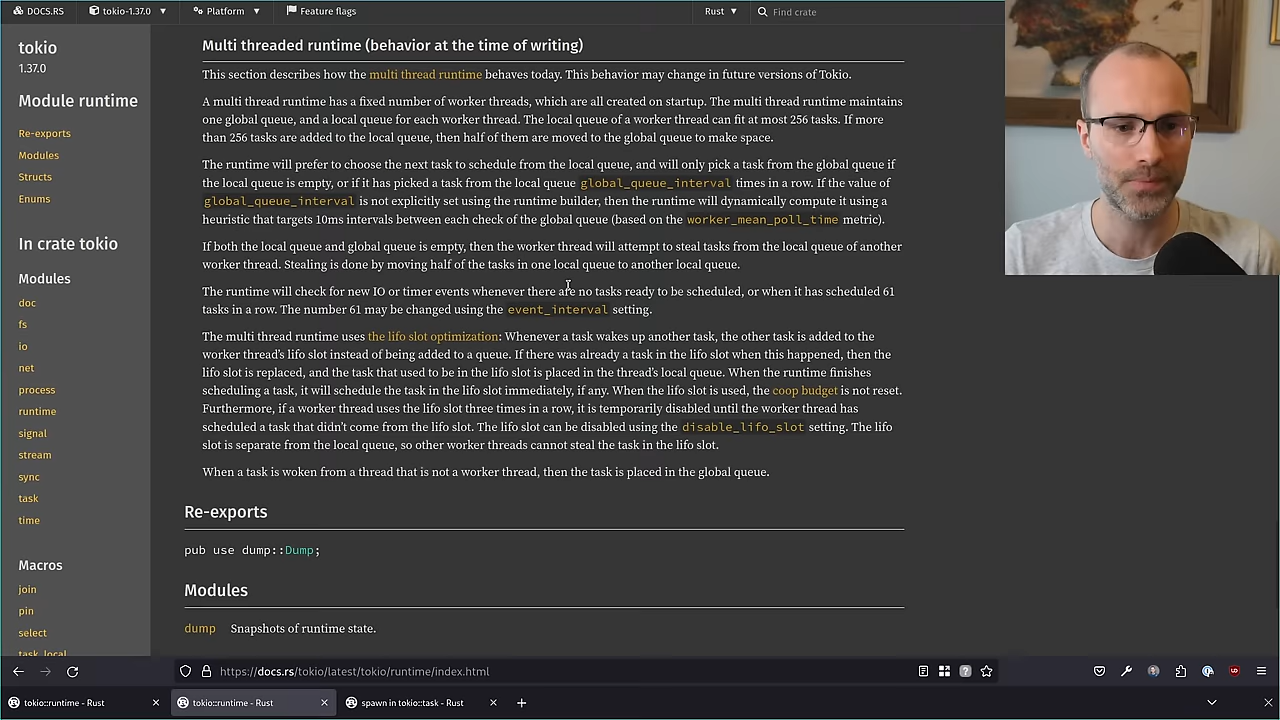 DOCS.RS
tokio-1.37.0
Platform
Feature flags
Rust
Find crate
tokio
1.37.0
Module runtime
Re-exports
Modules
Structs
Enums
In crate tokio
Modules
doc
fs
io
net
process
runtime
signal
stream
sync
task
time
Macros
join
pin
select
task_local
Multi threaded runtime (behavior at the time of writing)
This section describes how the multi thread runtime behaves today. This behavior may change in future versions of Tokio.
A multi thread runtime has a fixed number of worker threads, which are all created on startup. The multi thread runtime maintains
one global queue, and a local queue for each worker thread. The local queue of a worker thread can fit at most 256 tasks. If more
than 256 tasks are added to the local queue, then half of them are moved to the global queue to make space.
The runtime will prefer to choose the next task to schedule from the local queue, and will only pick a task from the global queue if
the local queue is empty, or if it has picked a task from the local queue global_queue_interval times in a row. If the value of
global_queue_interval is not explicitly set using the runtime builder, then the runtime will dynamically compute it using a
heuristic that targets 10ms intervals between each check of the global queue (based on the worker_mean_poll_time metric).
If both the local queue and global queue is empty, then the worker thread will attempt to steal tasks from the local queue of another
worker thread. Stealing is done by moving half of the tasks in one local queue to another local queue.
The runtime will check for new IO or timer events whenever there are no tasks ready to be scheduled, or when it has scheduled 61
tasks in a row. The number 61 may be changed using the event_interval setting.
The multi thread runtime uses the lifo slot optimization: Whenever a task wakes up another task, the other task is added to the
worker thread's lifo slot instead of being added to a queue. If there was already a task in the lifo slot when this happened, then the
lifo slot is replaced, and the task that used to be in the lifo slot is placed in the thread's local queue. When the runtime finishes
scheduling a task, it will schedule the task in the lifo slot immediately, if any. When the lifo slot is used, the coop budget is not reset.
Furthermore, if a worker thread uses the lifo slot three times in a row, it is temporarily disabled until the worker thread has
scheduled a task that didn't come from the lifo slot. The lifo slot can be disabled using the disable_lifo_slot setting. The lifo
slot is separate from the local queue, so other worker threads cannot steal the task in the lifo slot.
When a task is woken from a thread that is not a worker thread, then the task is placed in the global queue.
Re-exports
pub use dump::Dump;
Modules
dump Snapshots of runtime state.
https://docs.rs/tokio/latest/tokio/runtime/index.html
tokio::runtime - Rust
tokio::runtime - Rust
spawn in tokio::task - Rust